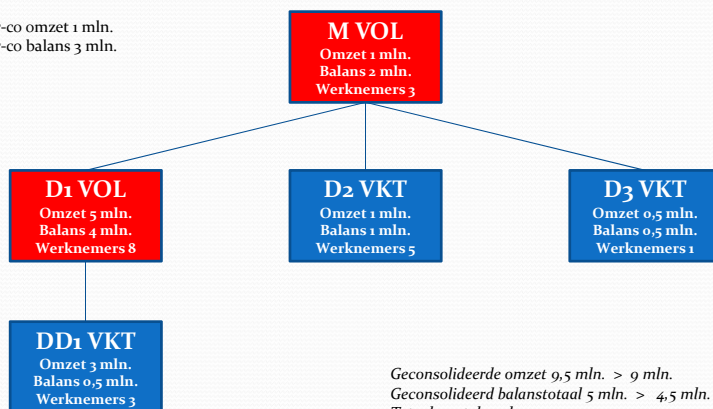 -co omzet 1 mln.
-co balans 3 mln.
M VOL
Omzet 1 mln.
Balans 2 mln.
Werknemers 3
D1 VOL
Omzet 5 mln.
Balans 4 mln.
Werknemers 8
D2 VKT
Omzet 1 mln.
Balans 1 mln.
Werknemers 5
D3 VKT
Omzet 0,5 mln.
Balans 0,5 mln.
Werknemers 1
DD1 VKT
Omzet 3 mln.
Balans 0,5 mln.
Werknemers 3
Geconsolideerde omzet 9,5 mln. > 9 mln.
Geconsolideerd balanstotaal 5 mln. > 4,5 mln.